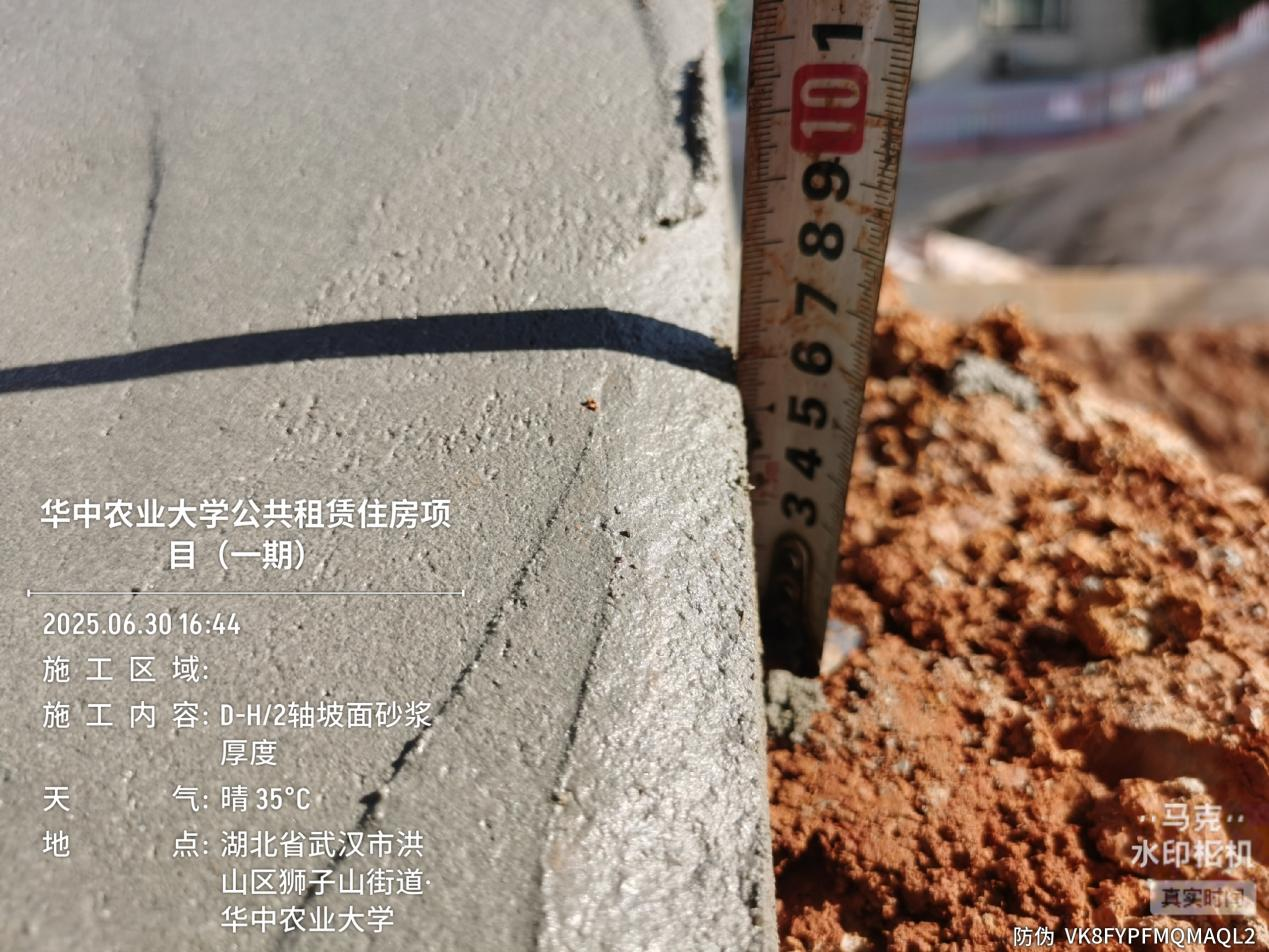 1
10
9
8
7
6
5
4
3
华中农业大学公共租赁住房项
目（一期）
2025.06.30 16:44
施工区域:
施工内容: D-H/2轴坡面砂浆
厚度
天气: 晴 35°C
地点: 湖北省武汉市洪
山区狮子山街道·
华中农业大学
马克
水印相机
真实时间
防伪 VK8FYPFMQMAQL2